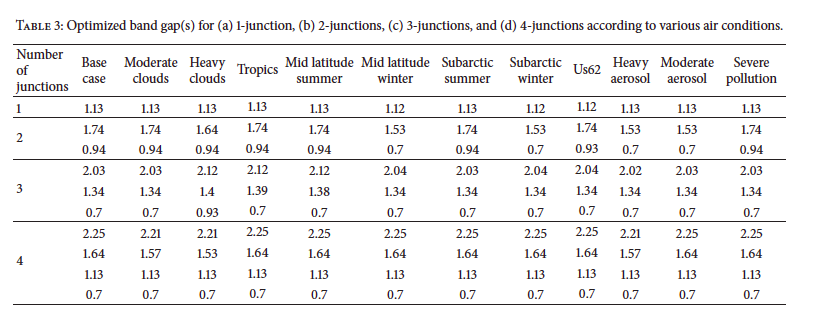 TABLE 3: Optimized band gap(s) for (a) 1-junction, (b) 2-junctions, (c) 3-junctions, and (d) 4-junctions according to various air conditions.
Number of junctions Base case Moderate clouds Heavy clouds Tropics Mid latitude summer Mid latitude winter Subarctic summer Subarctic winter Us62 Heavy aerosol Moderate aerosol Severe pollution
1 1.13 1.13 1.13 1.13 1.13 1.12 1.13 1.12 1.12 1.13 1.13 1.13
2 1.74 1.74 1.64 1.74 1.74 1.53 1.74 1.53 1.74 1.53 1.53 1.74
0.94 0.94 0.94 0.94 0.94 0.7 0.94 0.7 0.93 0.7 0.7 0.94
3 2.03 2.03 2.12 2.12 2.12 2.04 2.03 2.04 2.04 2.02 2.03 2.03
1.34 1.34 1.4 1.39 1.38 1.34 1.34 1.34 1.34 1.34 1.34 1.34
0.7 0.7 0.93 0.7 0.7 0.7 0.7 0.7 0.7 0.7 0.7 0.7
4 2.25 2.21 2.21 2.25 2.25 2.25 2.25 2.25 2.25 2.21 2.25 2.25
1.64 1.57 1.53 1.64 1.64 1.64 1.64 1.64 1.64 1.57 1.64 1.64
1.13 1.13 1.13 1.13 1.13 1.13 1.13 1.13 1.13 1.13 1.13 1.13
0.7 0.7 0.7 0.7 0.7 0.7 0.7 0.7 0.7 0.7 0.7 0.7